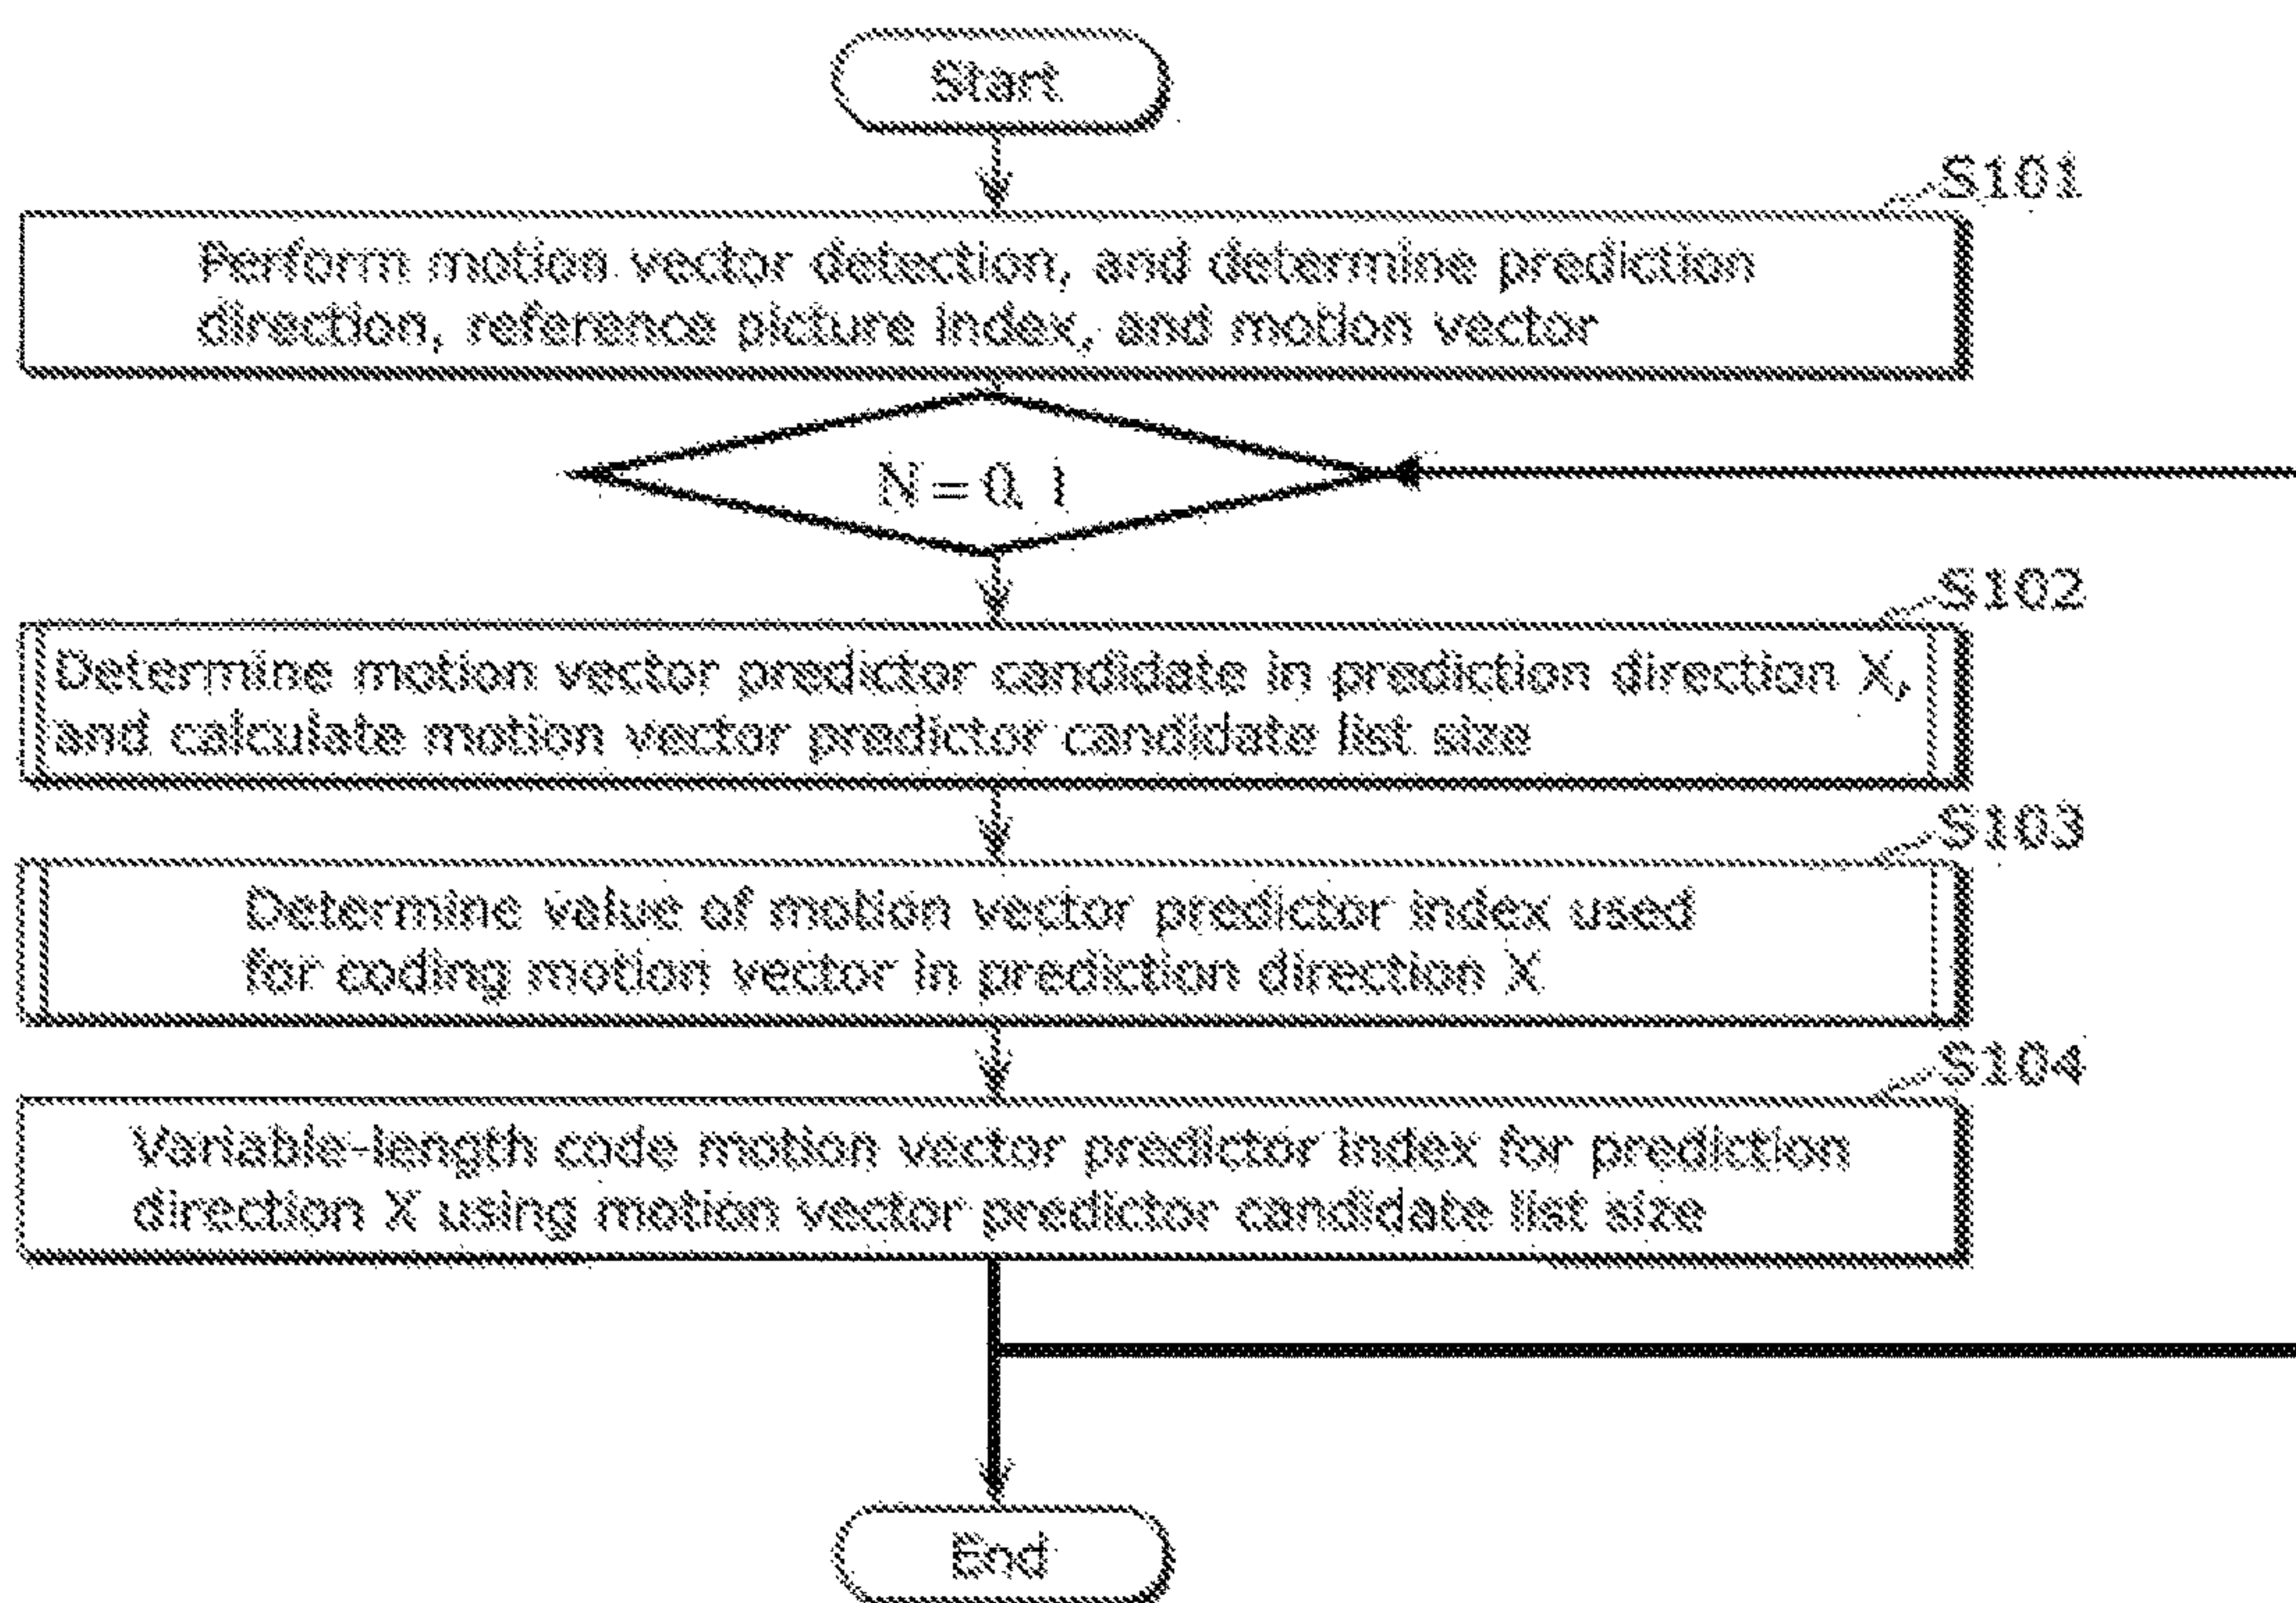 Start
S101
Perform motion vector detection, and determine prediction
direction, reference picture index, and motion vector
N = 0, 1
S102
Determine motion vector predictor candidate in prediction direction X,
and calculate motion vector predictor candidate list size
S103
Determine value of motion vector predictor index used
for coding motion vector in prediction direction X
S104
Variable-length code motion vector predictor index for prediction
direction X using motion vector predictor candidate list size
End